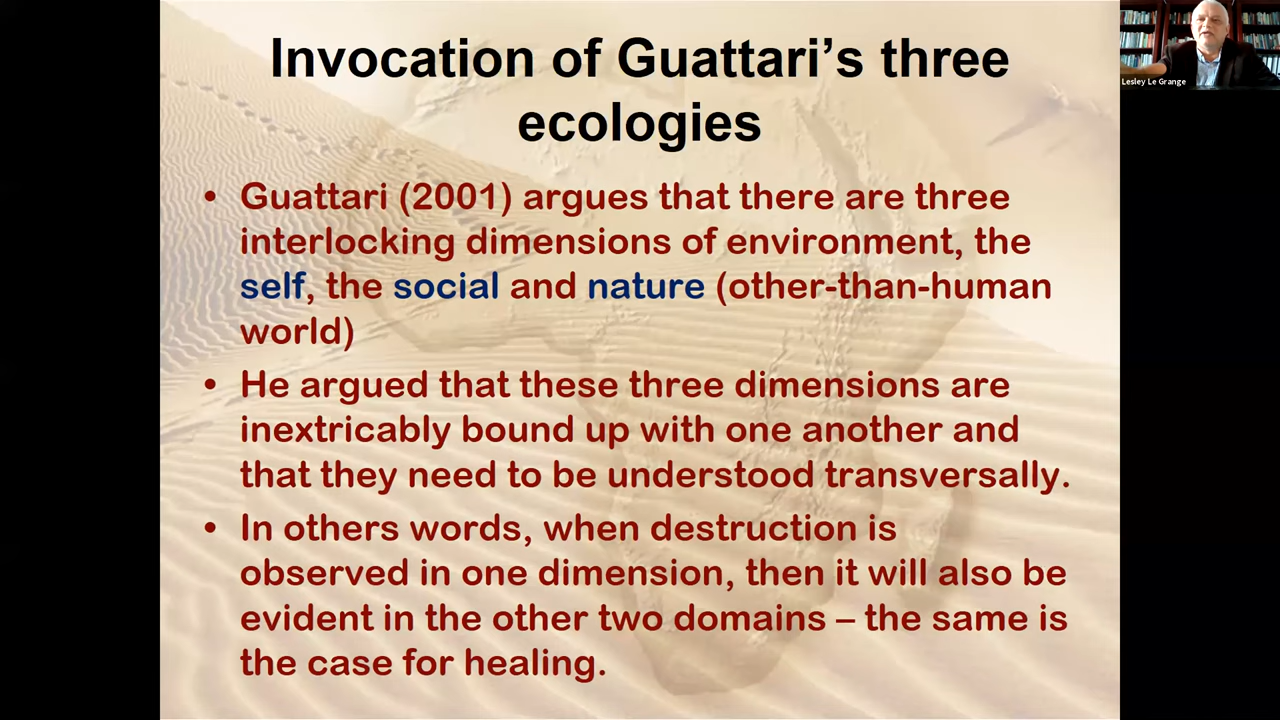 Invocation of Guattari’s three
ecologies
Lesley Le Grange
• Guattari (2001) argues that there are three
interlocking dimensions of environment, the
self, the social and nature (other-than-human
world)
• He argued that these three dimensions are
inextricably bound up with one another and
that they need to be understood transversally.
• In others words, when destruction is
observed in one dimension, then it will also be
evident in the other two domains – the same is
the case for healing.